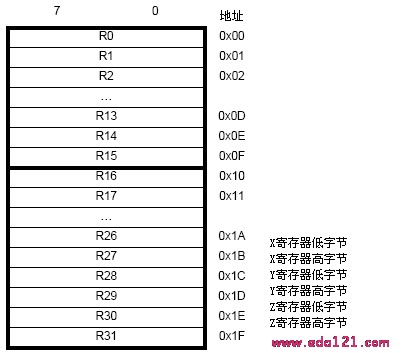 7 0 地址
R0 0x00
R1 0x01
R2 0x02
...
R13 0x0D
R14 0x0E
R15 0x0F
R16 0x10
R17 0x11
...
R26 0x1A X寄存器低字节
R27 0x1B X寄存器高字节
R28 0x1C Y寄存器低字节
R29 0x1D Y寄存器高字节
R30 0x1E Z寄存器低字节
R31 0x1F Z寄存器高字节
www.ada121.com